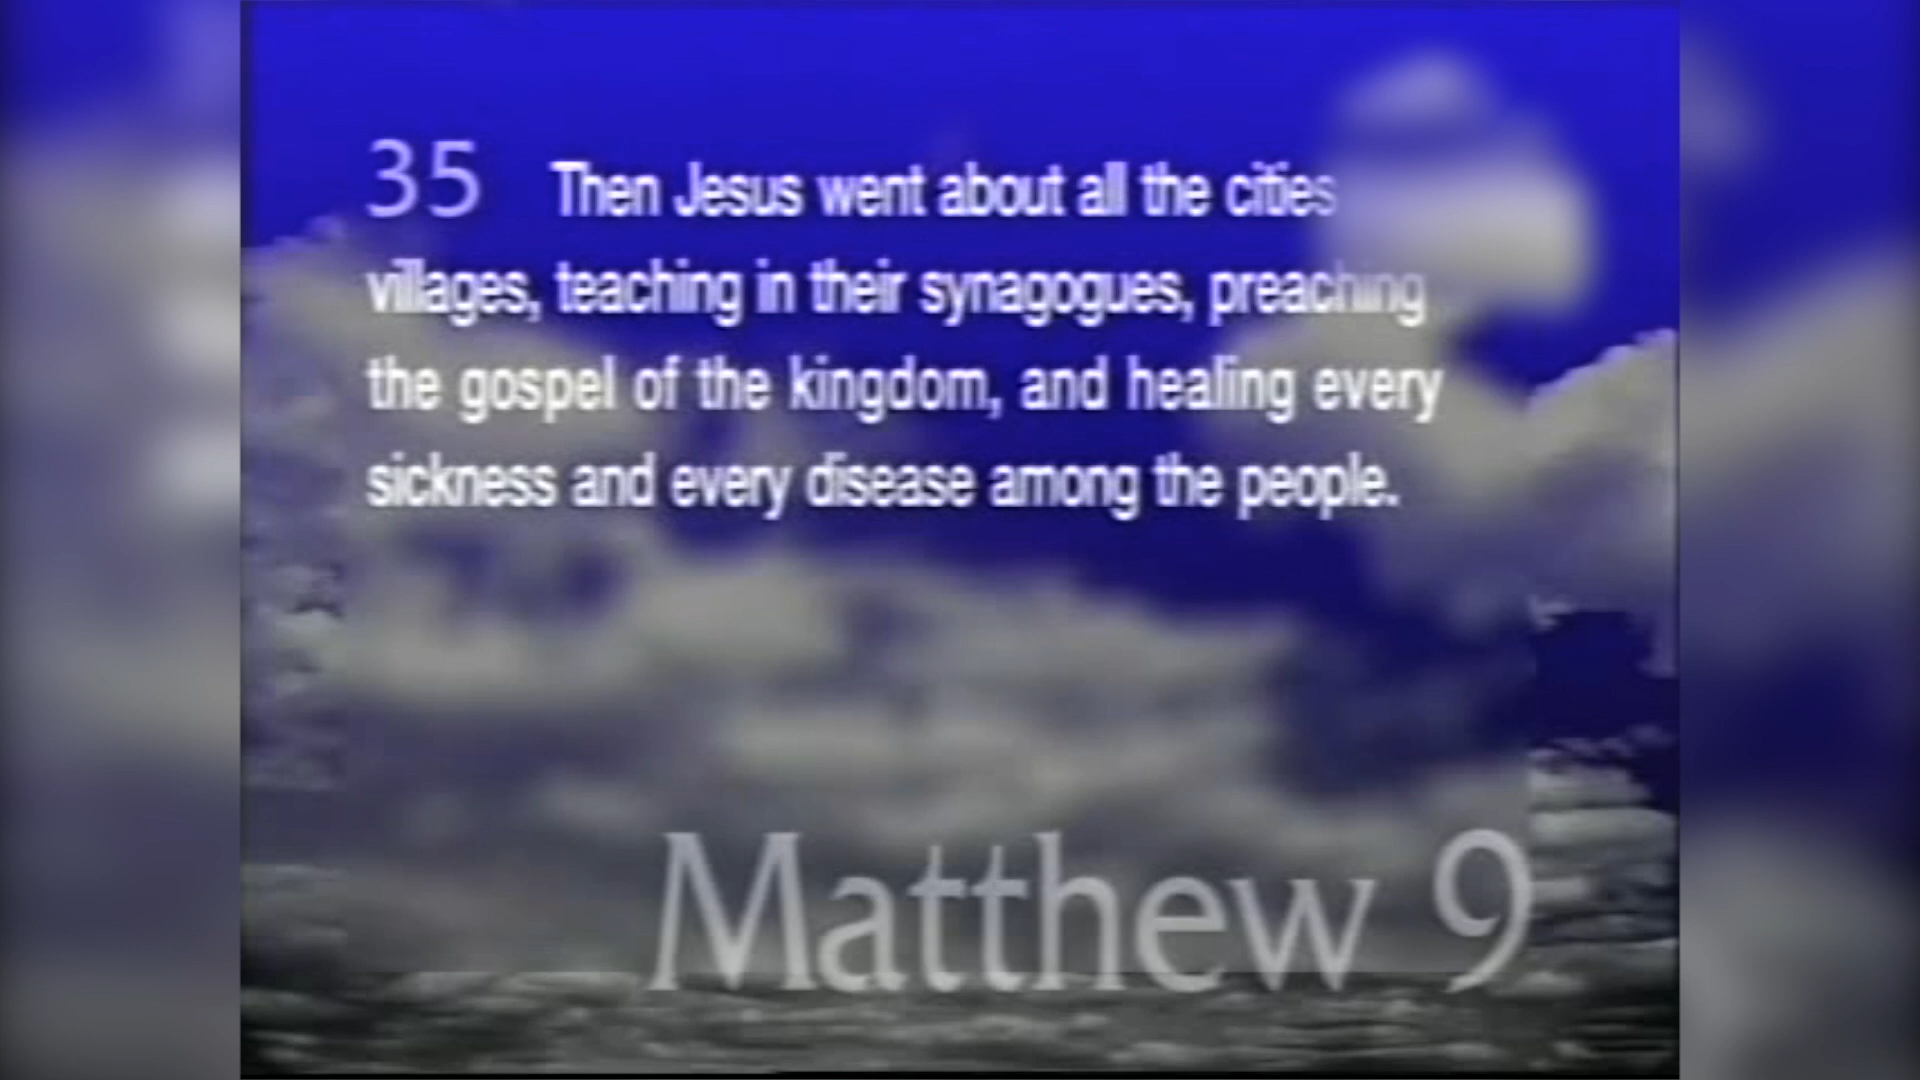 35 Then Jesus went about all the cities
villages, teaching in their synagogues, preaching
the gospel of the kingdom, and healing every
sickness and every disease among the people.
Matthew 9